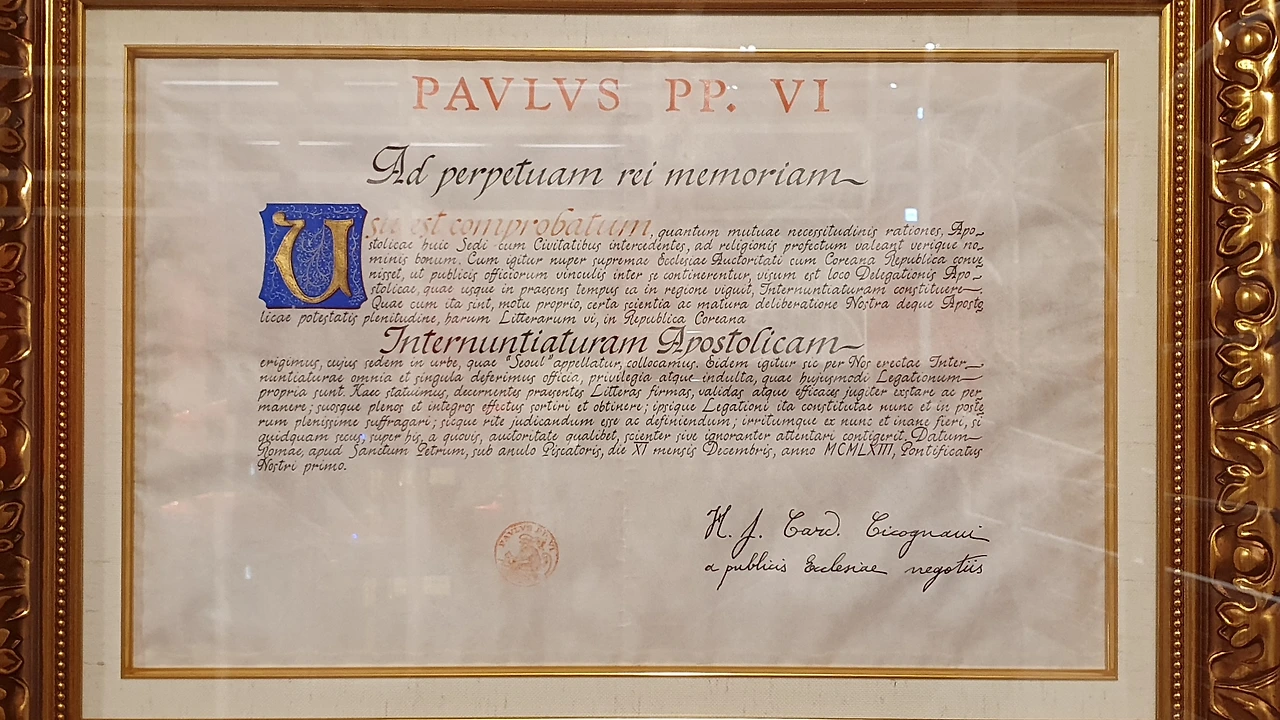 PAVLVS PP. VI
Ad perpetuam rei memoriam
Usu est comprobatum, quantum mutuae necessitudinis rationes, Apo-
stolicae huic Sedi cum Civitatibus intercedentes, ad religionis profectum valeant verique no-
minis bonum. Cum igitur nuper supremae Ecclesiae Auctoritati cum Coreana Republica conve
nisset, ut publicis officiorum vinculis inter se continerentur, visum est loco Delegationis Apo-
stolicae, quae usque in praesens tempus ea in regione viguit, Internuntiaturam constituere
Quae cum ita sint, motu proprio, certa scientia ac matura deliberatione Nostra deque Aposto
licae potestatis plenitudine, harum Litterarum vi, in Republica Coreana
Internuntiaturam Apostolicam
erigimus, cujus sedem in urbe, quae "Seoul" appellatur, collocamus. Eidem igitur sic per Nos erectae Inter-
nuntiaturae omnia et singula deferimus officia, privilegia atque indulta, quae hujusmodi Legationum
propria sunt. Haec statuimus, decernentes praesentes Litteras firmas, validas atque efficaces jugiter exstare ac per
manere; suosque plenos et integros effectus sortiri et obtinere; ipsique Legationi ita constitutae nunc et in poste
rum plenissime suffragari; sicque rite judicandum esse ac definiendum; irritumque ex nunc et inane fieri, si
quidquam secus, super his, a quovis, auctoritate qualibet, scienter sive ignoranter attentari contigerit. Datum
Romae, apud Sanctum Petrum, sub anulo Piscatoris, die XI mensis Decembris, anno MCMLXIII, Pontificatus
Nostri primo.
PAVLVS PP. VI
H. J. Card. Cicognani
a publicis Ecclesiae negotiis